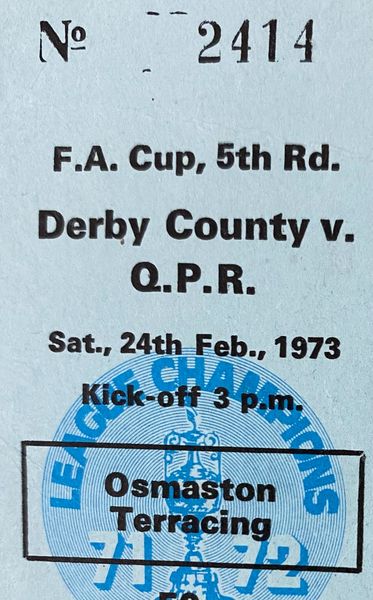 Nº 2414
F.A. Cup, 5th Rd.
Derby County v.
Q.P.R.
Sat., 24th Feb., 1973
Kick-off 3 p.m.
LEAGUE CHAMPIONS
Osmaston
Terracing
71 72